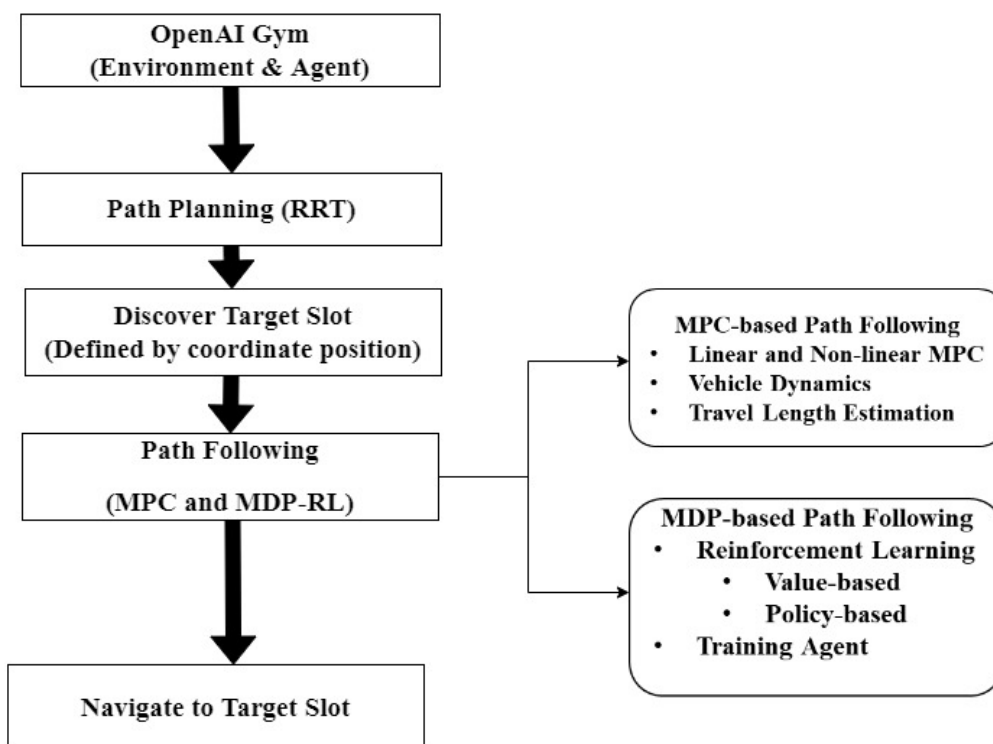 OpenAI Gym
(Environment & Agent)
Path Planning (RRT)
Discover Target Slot
(Defined by coordinate position)
Path Following
(MPC and MDP-RL)
Navigate to Target Slot
MPC-based Path Following
• Linear and Non-linear MPC
• Vehicle Dynamics
• Travel Length Estimation
MDP-based Path Following
• Reinforcement Learning
• Value-based
• Policy-based
• Training Agent